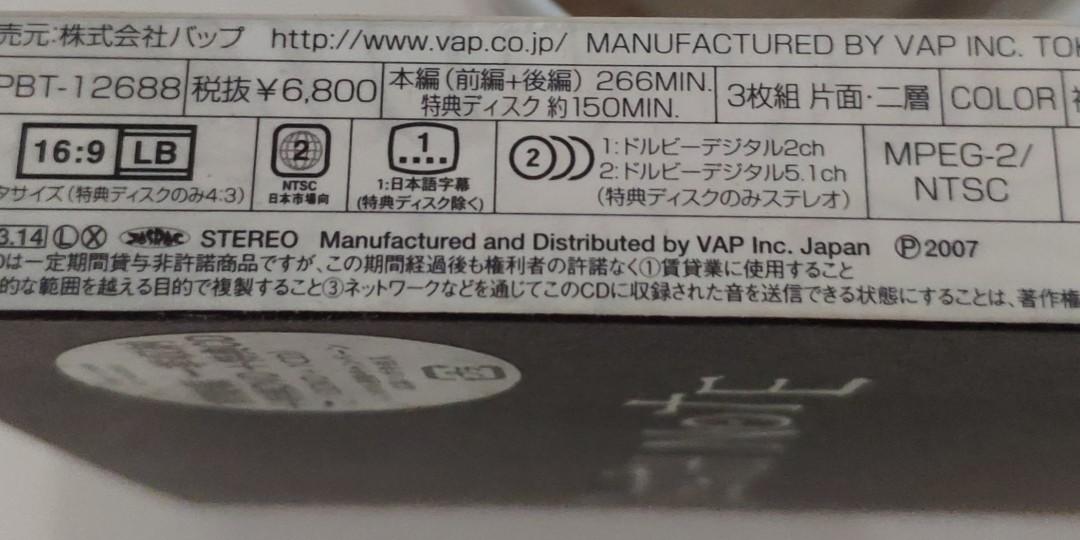 売元:株式会社バップ http://www.vap.co.jp/ MANUFACTURED BY VAP INC. TO
PBT-12688 税抜¥6,800 本編(前編+後編) 266MIN. 3枚組 片面・二層 COLOR
特典ディスク 約150MIN.
16:9 LB
タサイズ(特典ディスクのみ4:3)
2
NTSC
日本市場向
1
1:日本語字幕
(特典ディスク除く)
2
1:ドルビーデジタル2ch
2:ドルビーデジタル5.1ch
(特典ディスクのみステレオ)
MPEG-2/
NTSC
3.14 Ⓛ Ⓧ STEREO Manufactured and Distributed by VAP Inc. Japan Ⓟ2007
は一定期間貸与非許諾商品ですが、この期間経過後も権利者の許諾なく①賃貸業に使用すること
的な範囲を越える目的で複製すること③ネットワークなどを通じてこのCDに収録された音を送信できる状態にすることは、著作権